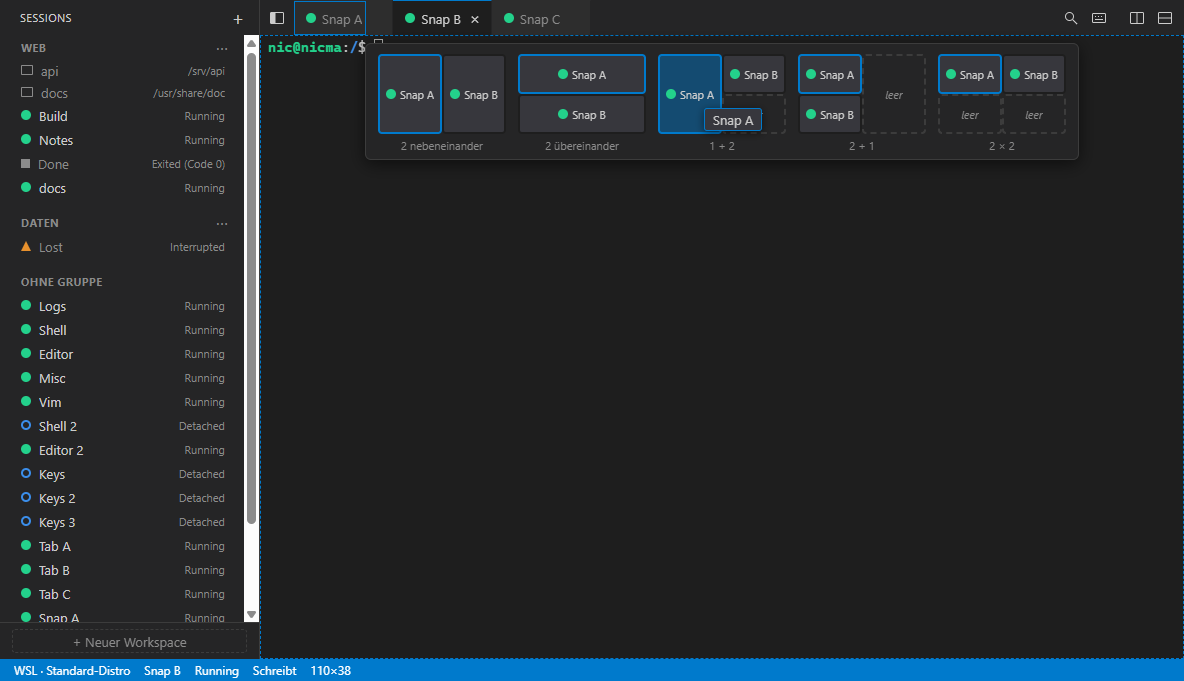 SESSIONS +
Snap A
Snap B ×
Snap C
WEB ...
api /srv/api
docs /usr/share/doc
Build Running
Notes Running
Done Exited (Code 0)
docs Running
DATEN ...
Lost Interrupted
OHNE GRUPPE
Logs Running
Shell Running
Editor Running
Misc Running
Vim Running
Shell 2 Detached
Editor 2 Running
Keys Detached
Keys 2 Detached
Keys 3 Detached
Tab A Running
Tab B Running
Tab C Running
Snap A Running
+ Neuer Workspace
nic@nicma:/$
Snap A Snap B
2 nebeneinander
Snap A
Snap B
2 übereinander
Snap A Snap B
Snap A
1 + 2
Snap A leer
Snap B
2 + 1
Snap A Snap B
leer leer
2 × 2
WSL · Standard-Distro Snap B Running Schreibt 110×38